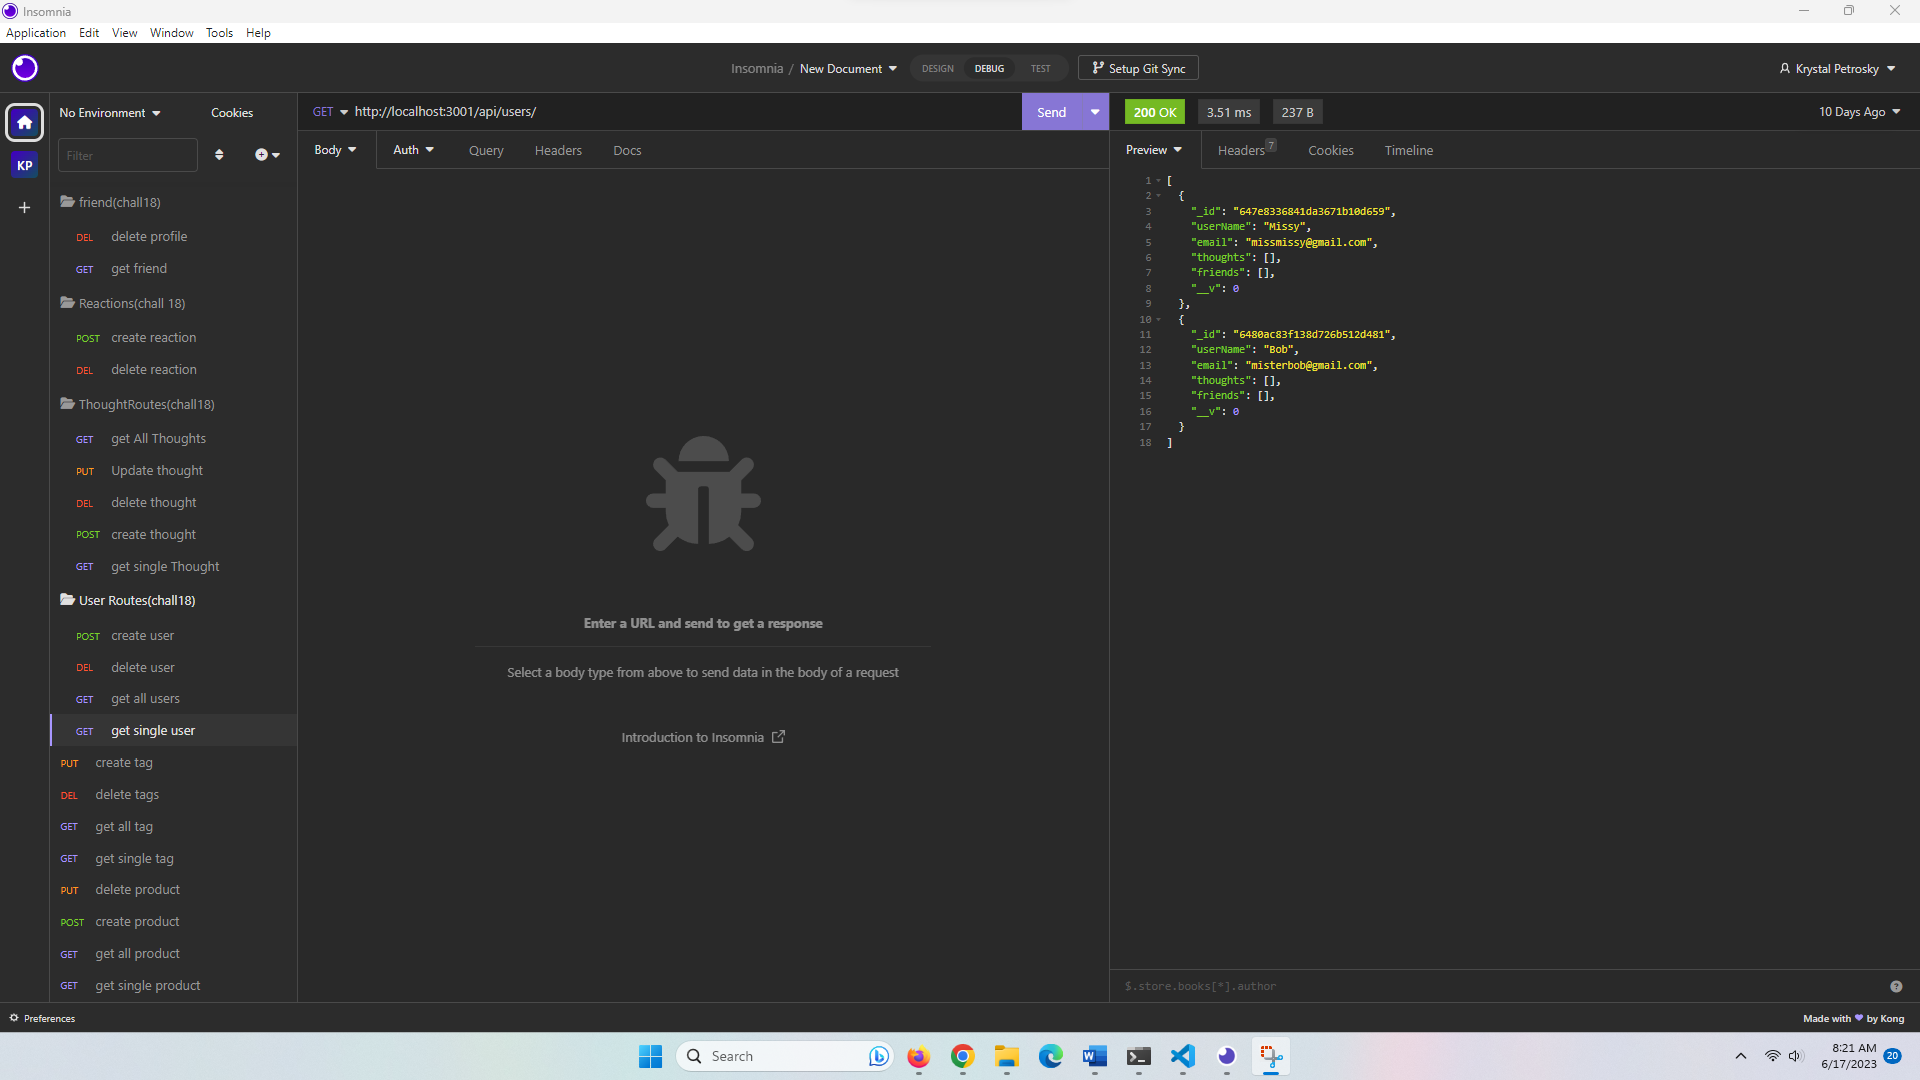 Insomnia
Application Edit View Window Tools Help
Insomnia / New Document DESIGN DEBUG TEST Setup Git Sync Krystal Petrosky
No Environment Cookies
Filter
KP
friend(chall18)
DEL delete profile
GET get friend
Reactions(chall 18)
POST create reaction
DEL delete reaction
ThoughtRoutes(chall18)
GET get All Thoughts
PUT Update thought
DEL delete thought
POST create thought
GET get single Thought
User Routes(chall18)
POST create user
DEL delete user
GET get all users
GET get single user
PUT create tag
DEL delete tags
GET get all tag
GET get single tag
PUT delete product
POST create product
GET get all product
GET get single product
GET http://localhost:3001/api/users/ Send
Body Auth Query Headers Docs
Enter a URL and send to get a response
Select a body type from above to send data in the body of a request
Introduction to Insomnia
200 OK 3.51 ms 237 B 10 Days Ago
Preview Headers 7 Cookies Timeline
1 [
2 {
3 "_id": "647e8336841da3671b10d659",
4 "userName": "Missy",
5 "email": "missmissy@gmail.com",
6 "thoughts": [],
7 "friends": [],
8 "__v": 0
9 },
10 {
11 "_id": "6480ac83f138d726b512d481",
12 "userName": "Bob",
13 "email": "misterbob@gmail.com",
14 "thoughts": [],
15 "friends": [],
16 "__v": 0
17 }
18 ]
$.store.books[*].author
Preferences
Made with by Kong
Search
8:21 AM
6/17/2023
20